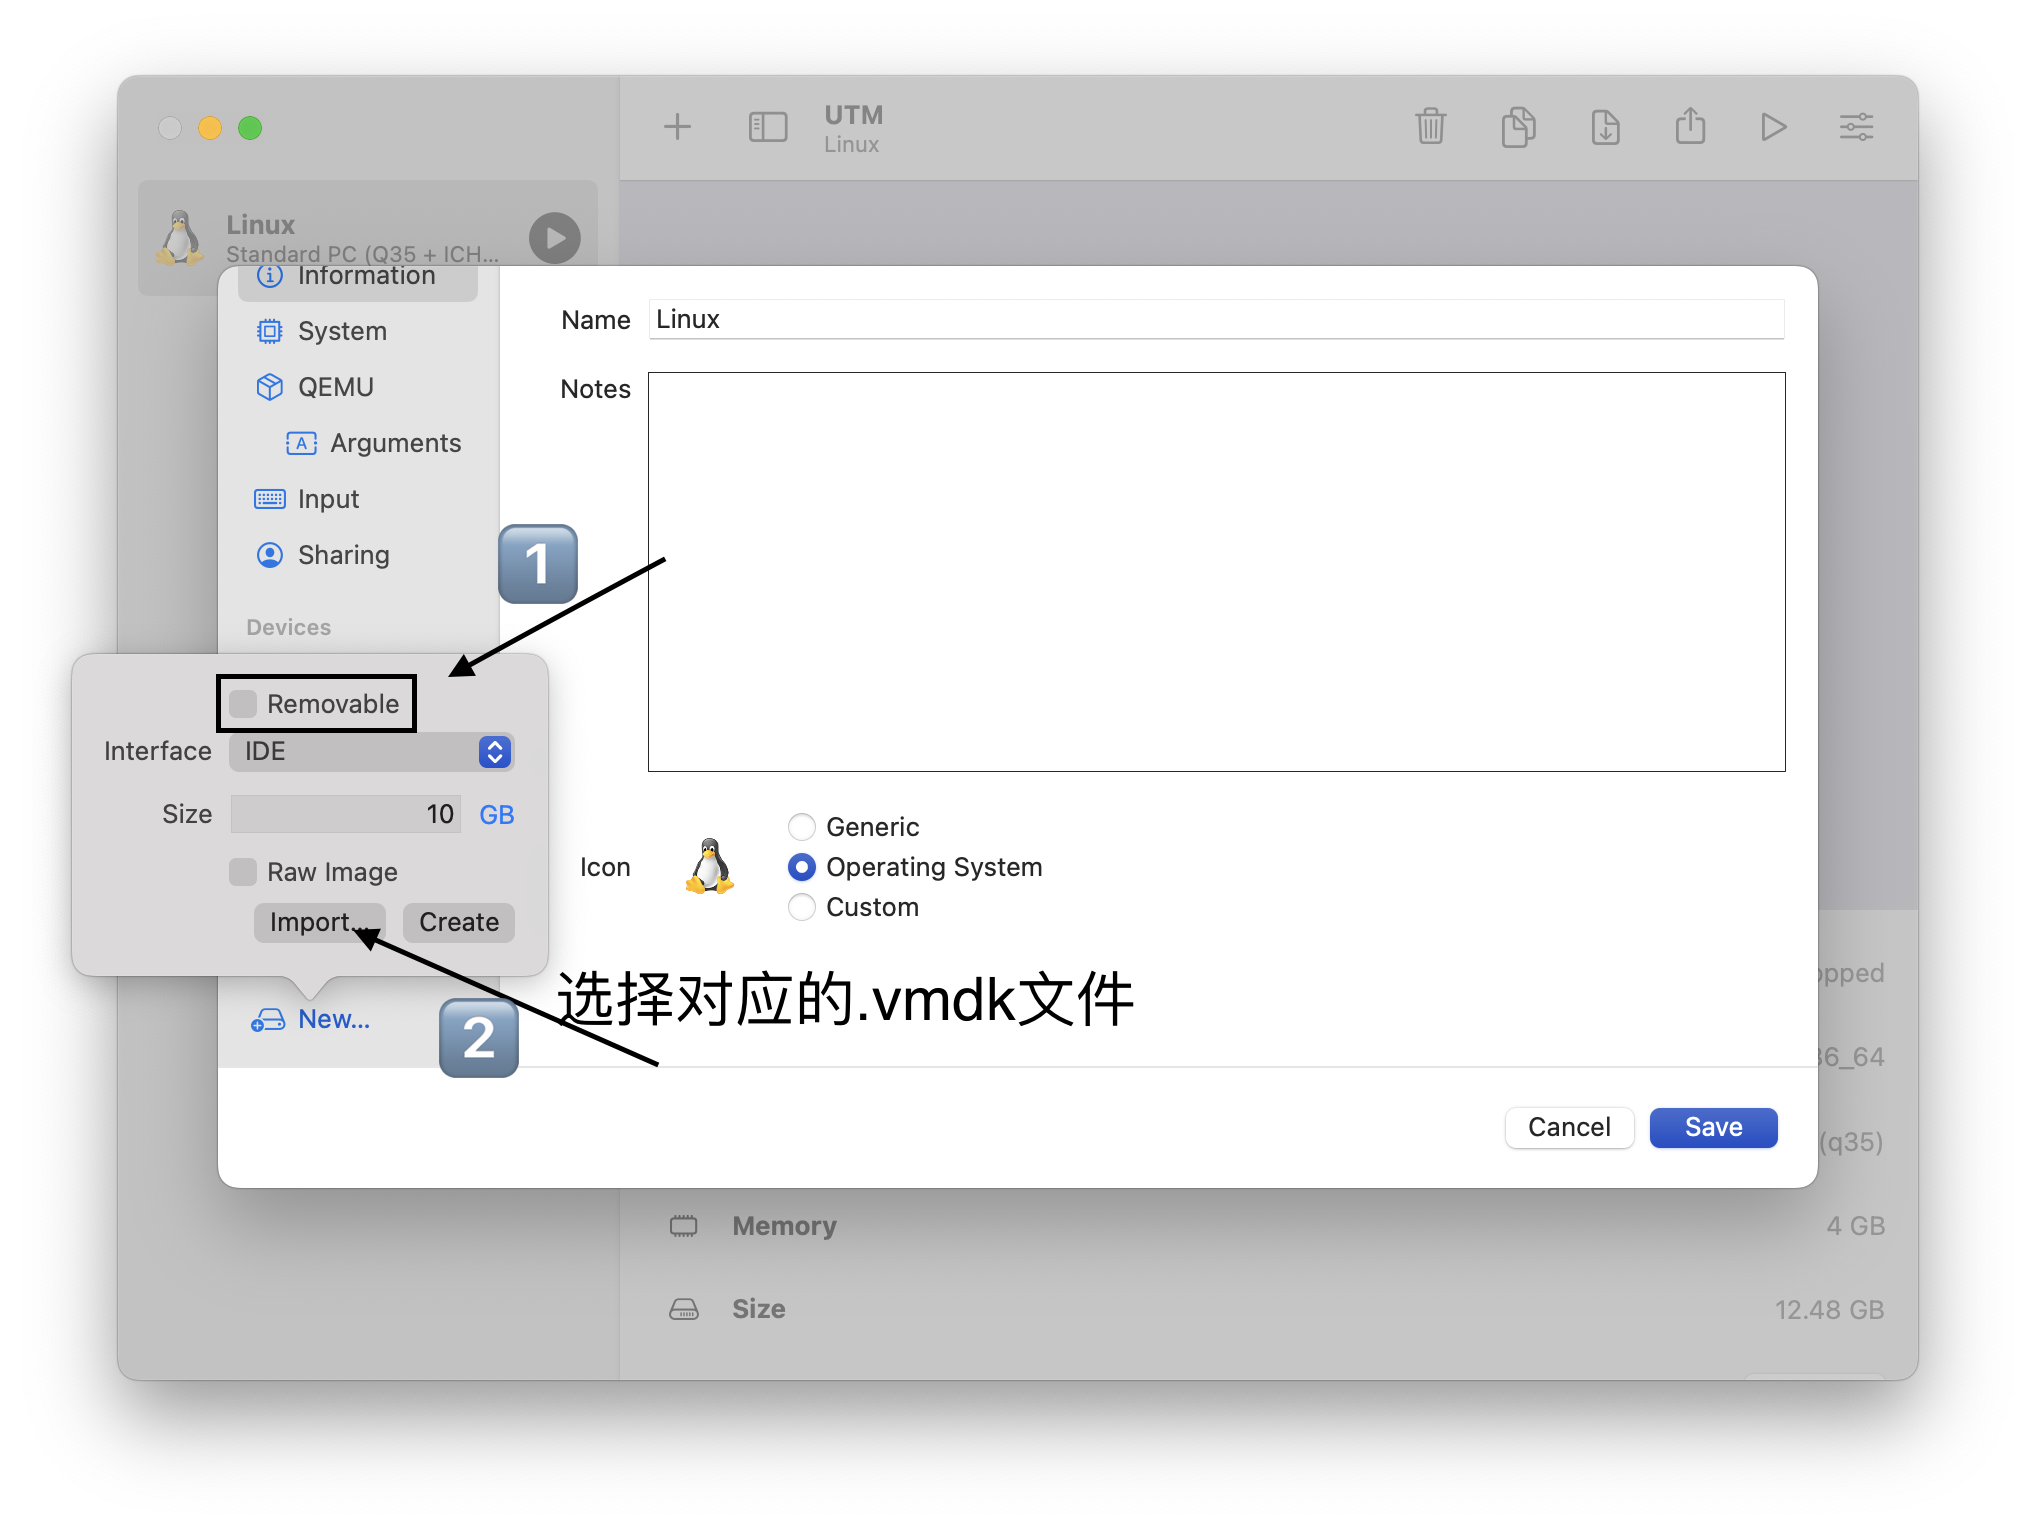 UTM
Linux
Linux
Standard PC (Q35 + ICH...
Information
System
QEMU
Arguments
Input
Sharing
Devices
Name
Linux
Notes
1
Removable
Interface
IDE
Size
10
GB
Raw Image
Import...
Create
Icon
Generic
Operating System
Custom
选择对应的.vmdk文件
New...
2
(q35)
Cancel
Save
Memory
4 GB
Size
12.48 GB